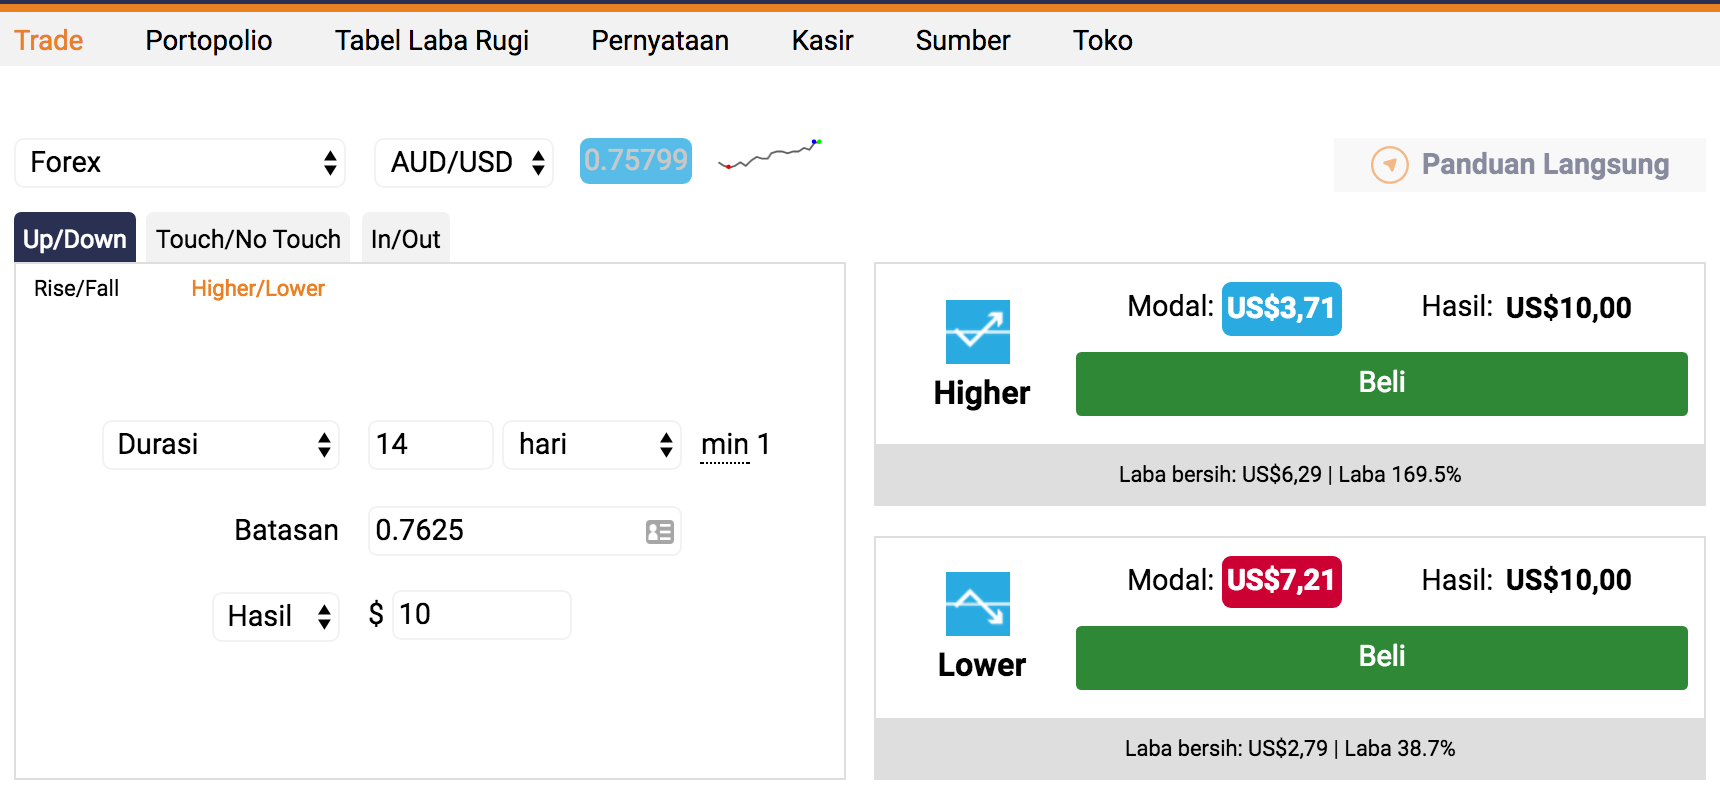 Trade Portopolio Tabel Laba Rugi Pernyataan Kasir Sumber Toko
Forex AUD/USD 0.75799 Panduan Langsung
Up/Down Touch/No Touch In/Out
Rise/Fall Higher/Lower
Durasi 14 hari min 1
Batasan 0.7625
Hasil $ 10
Modal: US$3,71 Hasil: US$10,00
Higher
Beli
Laba bersih: US$6,29 | Laba 169.5%
Modal: US$7,21 Hasil: US$10,00
Lower
Beli
Laba bersih: US$2,79 | Laba 38.7%